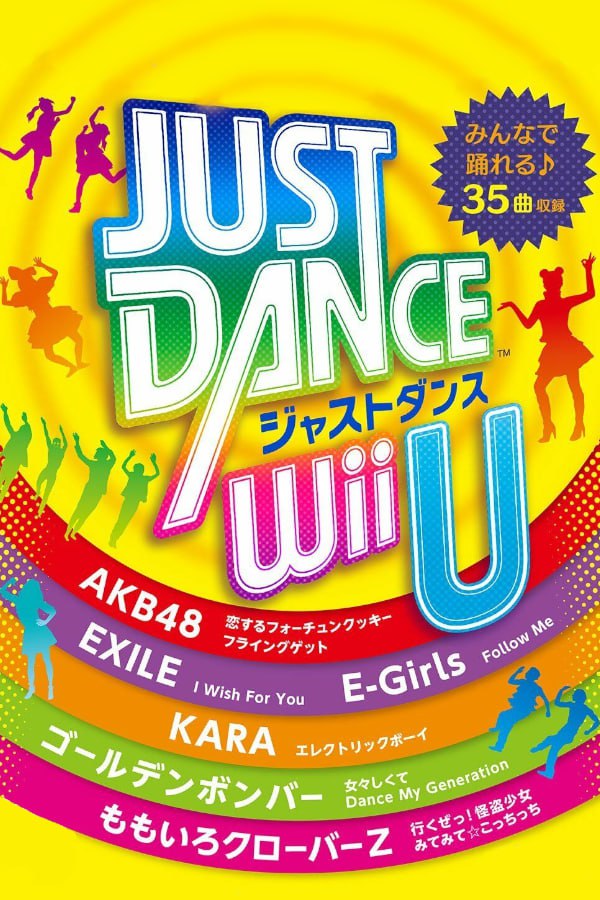 みんなで
踊れる♪
35曲収録
JUST
DANCE™
ジャストダンス
Wii U
AKB48 恋するフォーチュンクッキー
フライングゲット
EXILE I Wish For You E-Girls Follow Me
KARA エレクトリックボーイ
ゴールデンボンバー 女々しくて
Dance My Generation
ももいろクローバーZ 行くぜっ!怪盗少女
みてみて☆こっちっち